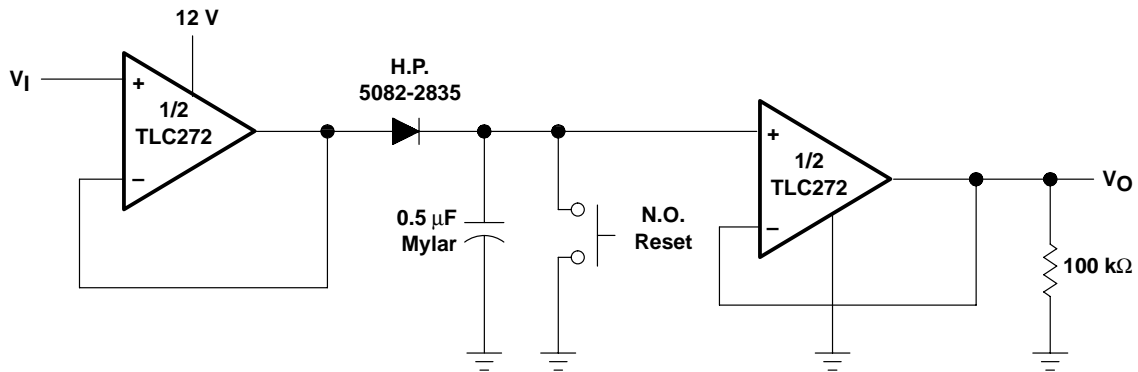 12 V
H.P.
5082-2835
VI
+
1/2
TLC272
−
0.5 μF
Mylar
N.O.
Reset
+
1/2
TLC272
−
VO
100 kΩ